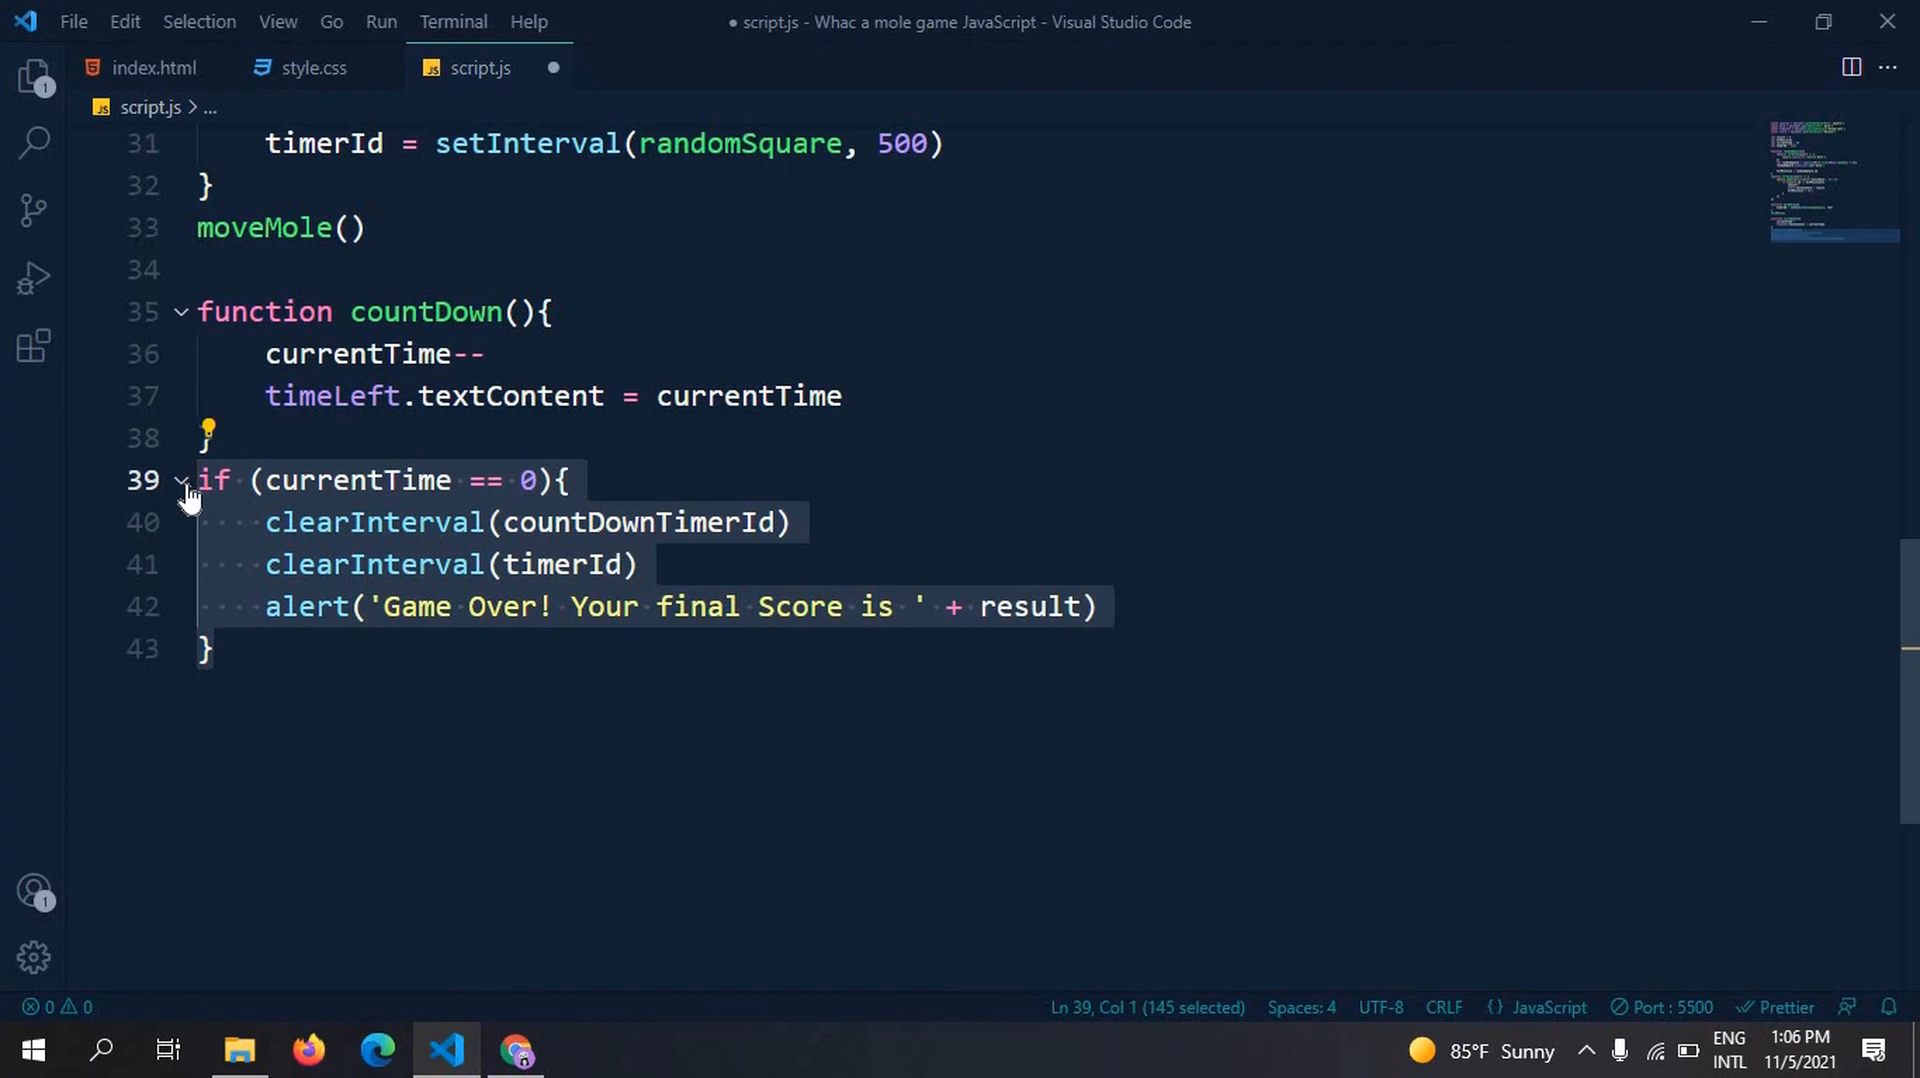 File Edit Selection View Go Run Terminal Help
● script.js - Whac a mole game JavaScript - Visual Studio Code
index.html style.css JS script.js
JS script.js > ...
1
31 timerId = setInterval(randomSquare, 500)
32 }
33 moveMole()
34
35 function countDown(){
36 currentTime--
37 timeLeft.textContent = currentTime
38 }
39 if (currentTime == 0){
40 clearInterval(countDownTimerId)
41 clearInterval(timerId)
42 alert('Game Over! Your final Score is ' + result)
43 }
1
0 0 Ln 39, Col 1 (145 selected) Spaces: 4 UTF-8 CRLF {} JavaScript Port : 5500 Prettier
85°F Sunny
ENG
INTL
1:06 PM
11/5/2021